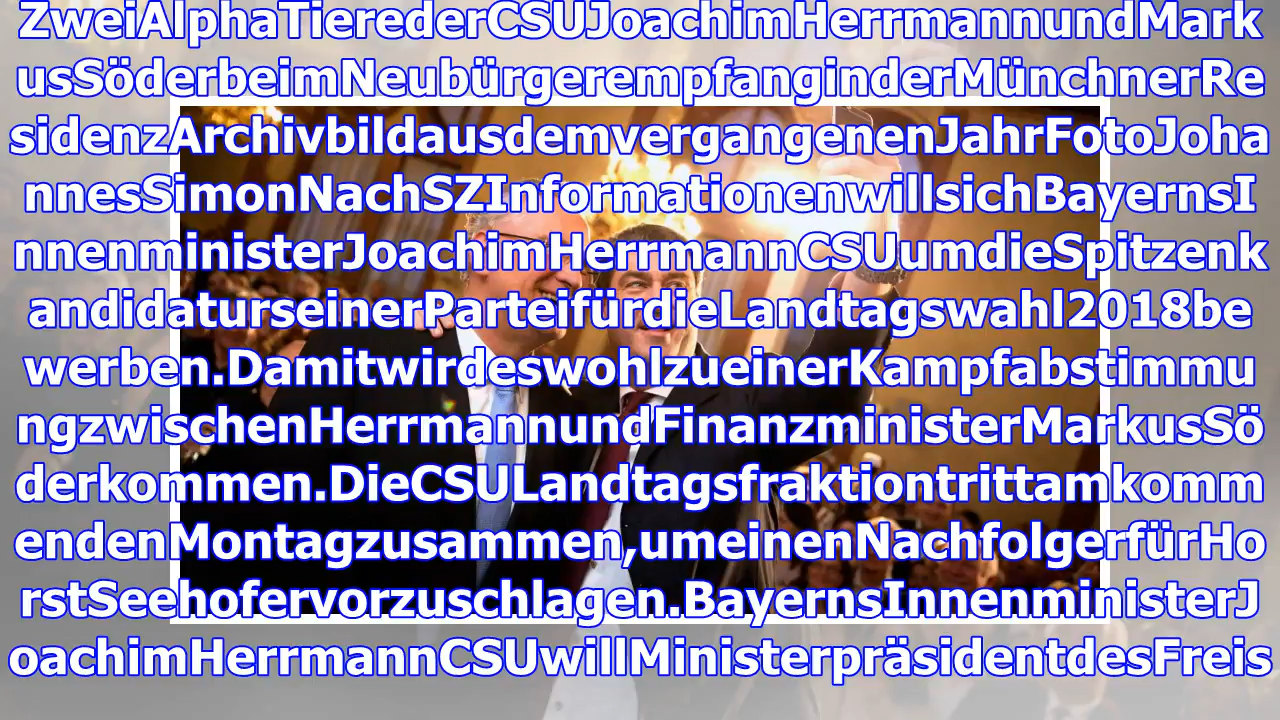 ZweiAlphaTierederCSUJoachimHerrmannundMark
usSöderbeimNeubürgerempfanginderMünchnerRe
sidenzArchivbildausdemvergangenenJahrFotoJoha
nnesSimonNachSZInformationenwillsichBayernsI
nnenministerJoachimHerrmannCSUumdieSpitzenk
andidaturseinerParteifürdieLandtagswahl2018be
werben.DamitwirdeswohlzueinerKampfabstimmu
ngzwischenHerrmannundFinanzministerMarkusSö
derkommen.DieCSULandtagsfraktiontrittamkomm
endenMontagzusammen,umeinenNachfolgerfürHo
rstSeehofervorzuschlagen.BayernsInnenministerJ
oachimHerrmannCSUwillMinisterpräsidentdesFreis